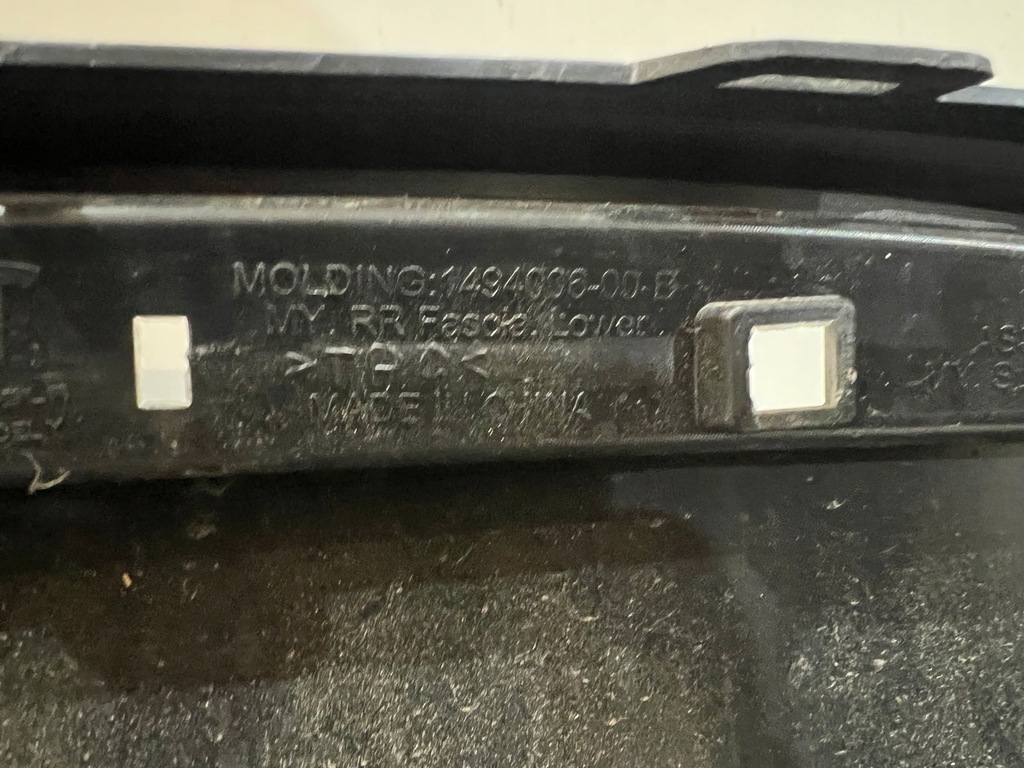 MOLDING:1494006-00-B
MY, RR Fascia, Lower
>TPO<
MADE IN CHINA